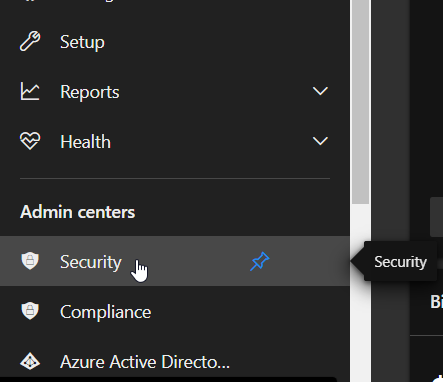 Setup
Reports
Health
Admin centers
Security
Security
Compliance
Azure Active Directo...